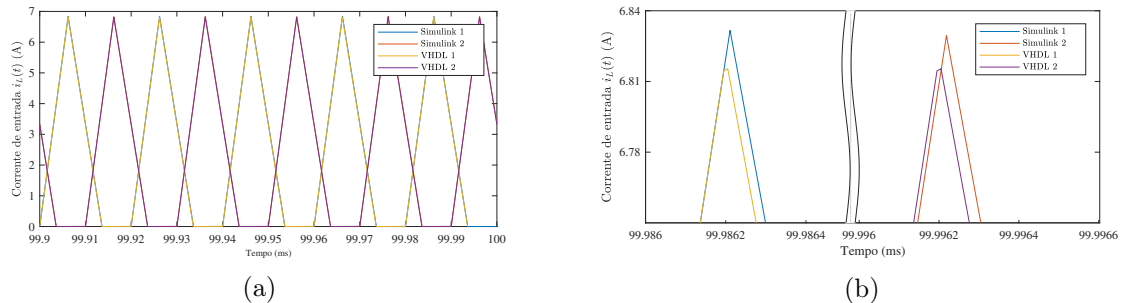 Corrente de entrada i_L(t) (A)
7
6
5
4
3
2
1
0
99.9 99.91 99.92 99.93 99.94 99.95 99.96 99.97 99.98 99.99 100
Tempo (ms)
Simulink 1
Simulink 2
VHDL 1
VHDL 2
(a)
Corrente de entrada i_L(t) (A)
6.84
6.81
6.78
99.986 99.9862 99.9864 99.996 99.9962 99.9964 99.9966
Tempo (ms)
Simulink 1
Simulink 2
VHDL 1
VHDL 2
(b)